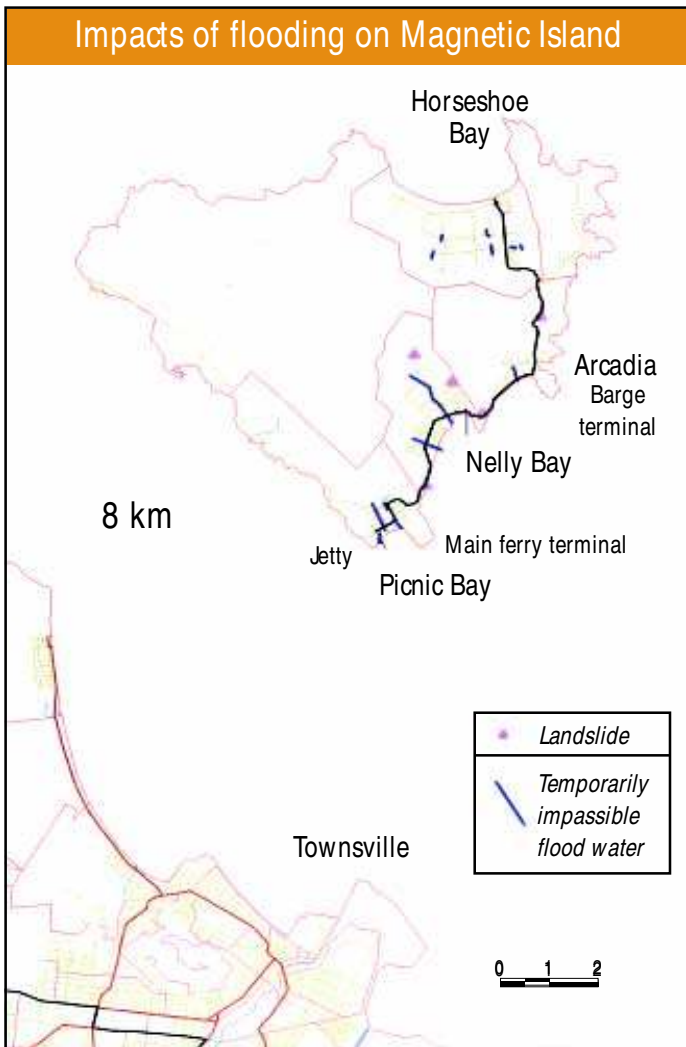 Impacts of flooding on Magnetic Island
Horseshoe
Bay
Arcadia
Barge
terminal
Nelly Bay
8 km
Main ferry terminal
Jetty
Picnic Bay
Landslide
Temporarily
impassible
flood water
Townsville
0 1 2